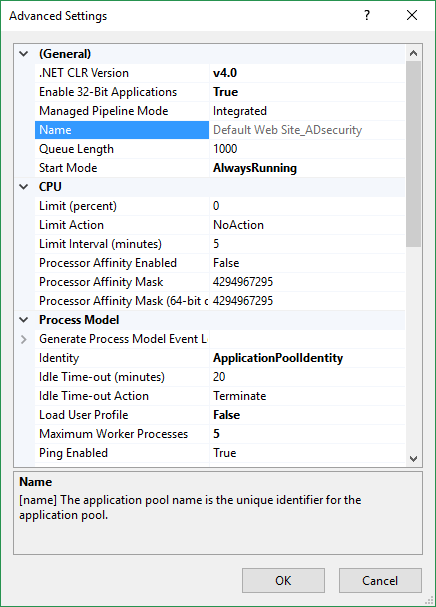 Advanced Settings
(General)
.NET CLR Version v4.0
Enable 32-Bit Applications True
Managed Pipeline Mode Integrated
Name Default Web Site_ADsecurity
Queue Length 1000
Start Mode AlwaysRunning
CPU
Limit (percent) 0
Limit Action NoAction
Limit Interval (minutes) 5
Processor Affinity Enabled False
Processor Affinity Mask 4294967295
Processor Affinity Mask (64-bit o 4294967295
Process Model
Generate Process Model Event L
Identity ApplicationPoolIdentity
Idle Time-out (minutes) 20
Idle Time-out Action Terminate
Load User Profile False
Maximum Worker Processes 5
Ping Enabled True
Name
[name] The application pool name is the unique identifier for the
application pool.
OK Cancel